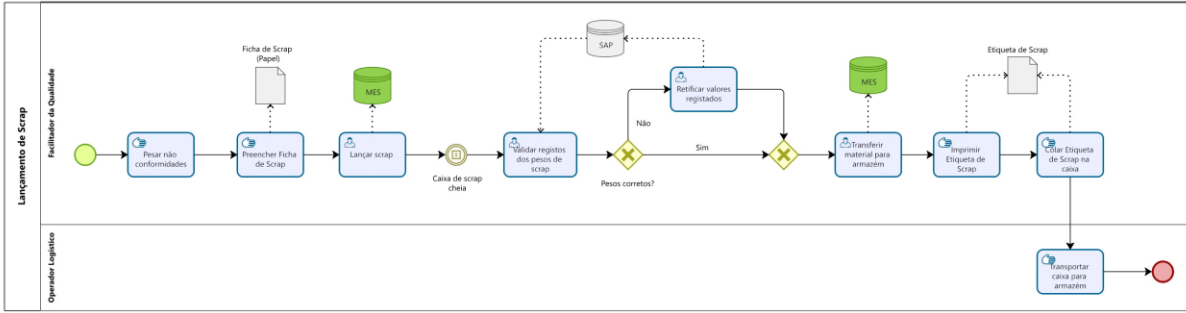 Lançamento de Scrap
Facilitador da Qualidade
Operador Logístico
Pesar não
conformidades
Ficha de Scrap
(Papel)
Preencher Ficha
de Scrap
MES
Lançar scrap
Caixa de scrap
cheia
SAP
Validar registos
dos pesos de
scrap
Pesos corretos?
Não
Sim
Retificar valores
registados
MES
Transferir
material para
armazém
Imprimir
Etiqueta de
Scrap
Etiqueta de Scrap
Colar Etiqueta
de Scrap na
caixa
Transportar
caixa para
armazém